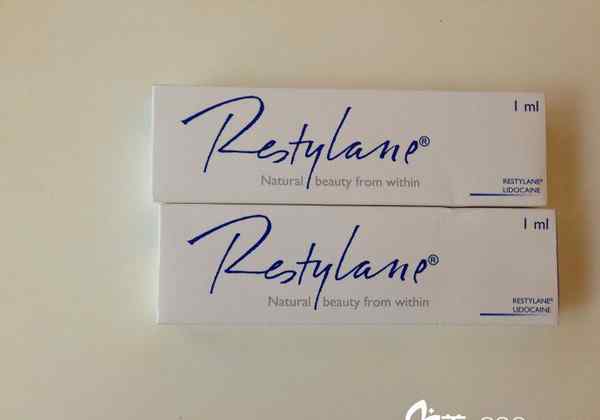 1 ml
Restylane®
Natural beauty from within
RESTYLANE®
LIDOCAINE
1 ml
Restylane®
Natural beauty from within
RESTYLANE®
LIDOCAINE